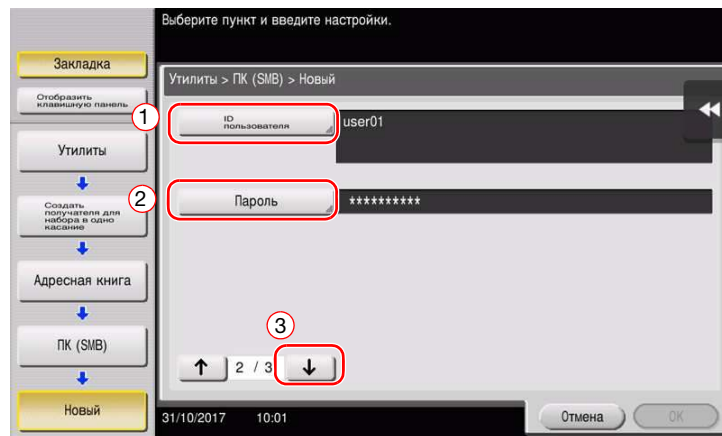 Выберите пункт и введите настройки.
Закладка
Отобразить
клавишную панель
Утилиты
Создать
получателя для
набора в одно
касание
Адресная книга
ПК (SMB)
Новый
Утилиты > ПК (SMB) > Новый
1
ID
пользователя
user01
2
Пароль
**********
3
↑ 2 / 3 ↓
31/10/2017 10:01
Отмена
OK